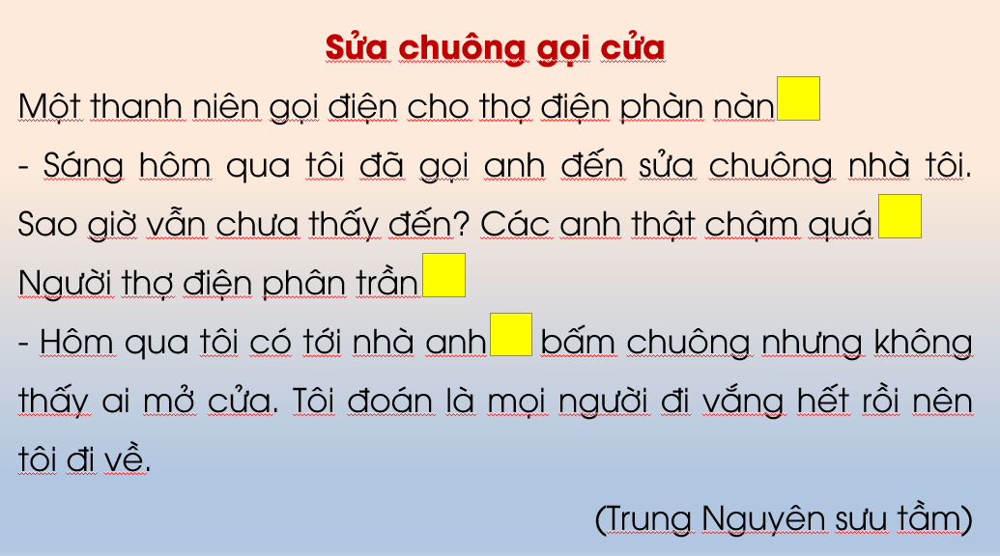 Sửa chuông gọi cửa
Một thanh niên gọi điện cho thợ điện phàn nàn
- Sáng hôm qua tôi đã gọi anh đến sửa chuông nhà tôi.
Sao giờ vẫn chưa thấy đến? Các anh thật chậm quá
Người thợ điện phân trần
- Hôm qua tôi có tới nhà anh bấm chuông nhưng không
thấy ai mở cửa. Tôi đoán là mọi người đi vắng hết rồi nên
tôi đi về.
(Trung Nguyên sưu tầm)